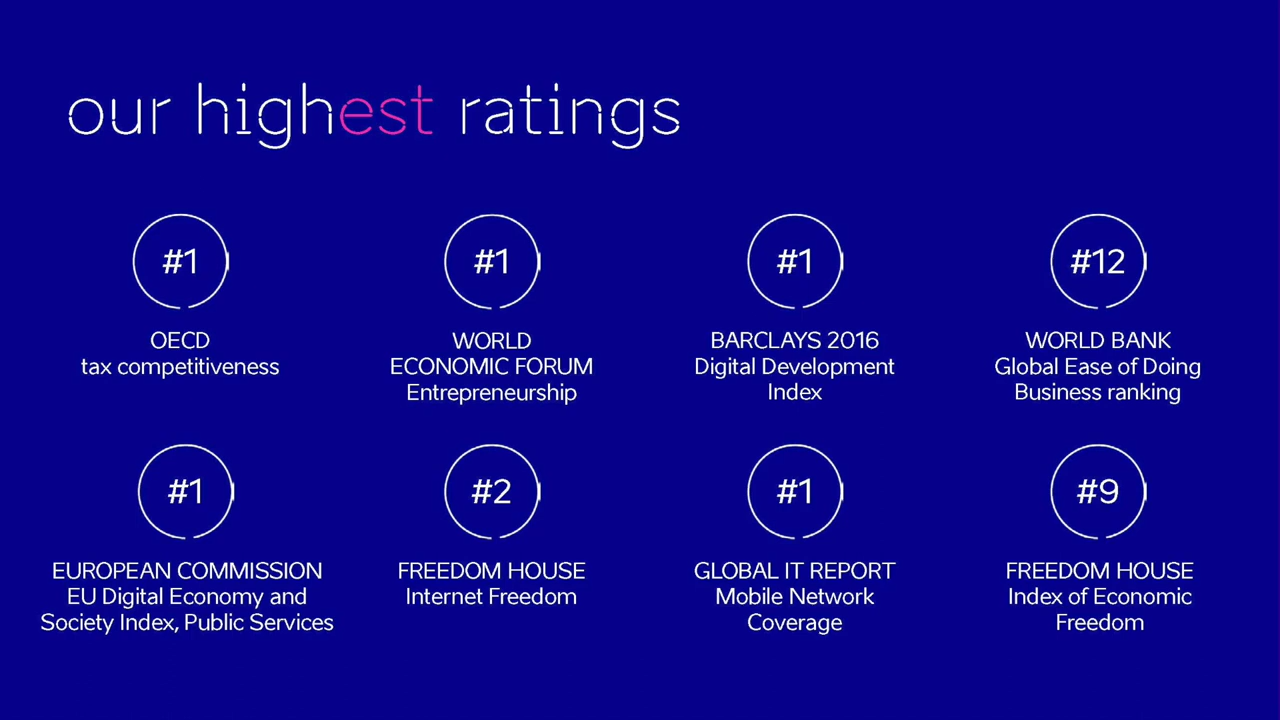 our highest ratings
#1
OECD
tax competitiveness
#1
WORLD
ECONOMIC FORUM
Entrepreneurship
#1
BARCLAYS 2016
Digital Development
Index
#12
WORLD BANK
Global Ease of Doing
Business ranking
#1
EUROPEAN COMMISSION
EU Digital Economy and
Society Index, Public Services
#2
FREEDOM HOUSE
Internet Freedom
#1
GLOBAL IT REPORT
Mobile Network
Coverage
#9
FREEDOM HOUSE
Index of Economic
Freedom